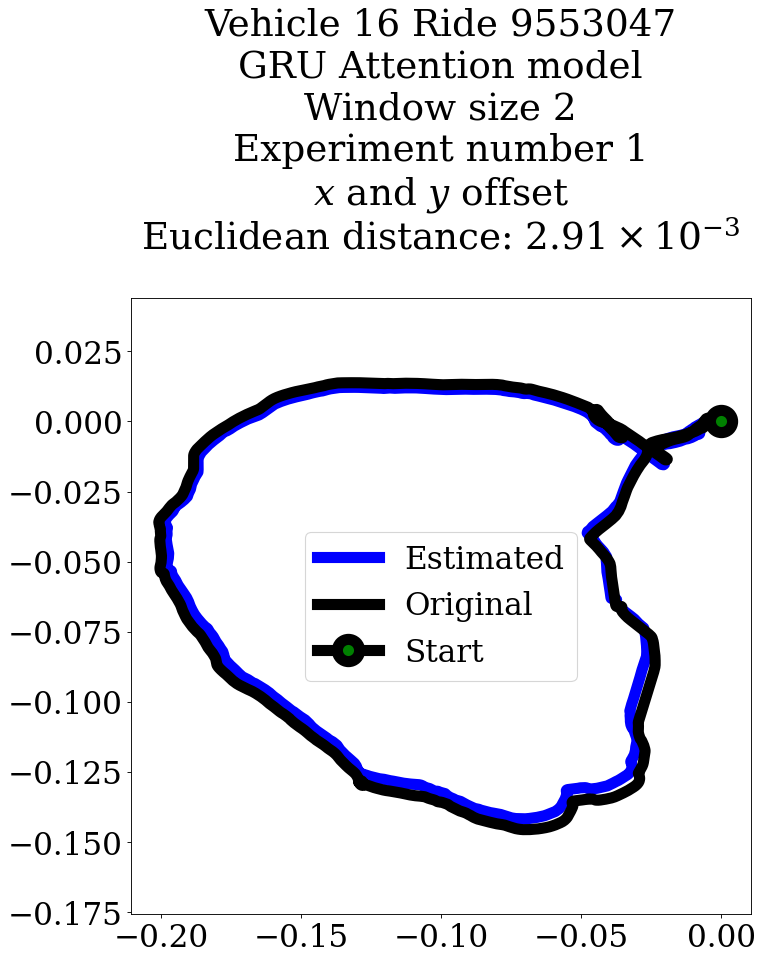 Vehicle 16 Ride 9553047
GRU Attention model
Window size 2
Experiment number 1
x and y offset
Euclidean distance: 2.91 × 10⁻³
0.025
0.000
−0.025
−0.050
−0.075
−0.100
−0.125
−0.150
−0.175
Estimated
Original
Start
−0.20 −0.15 −0.10 −0.05 0.00